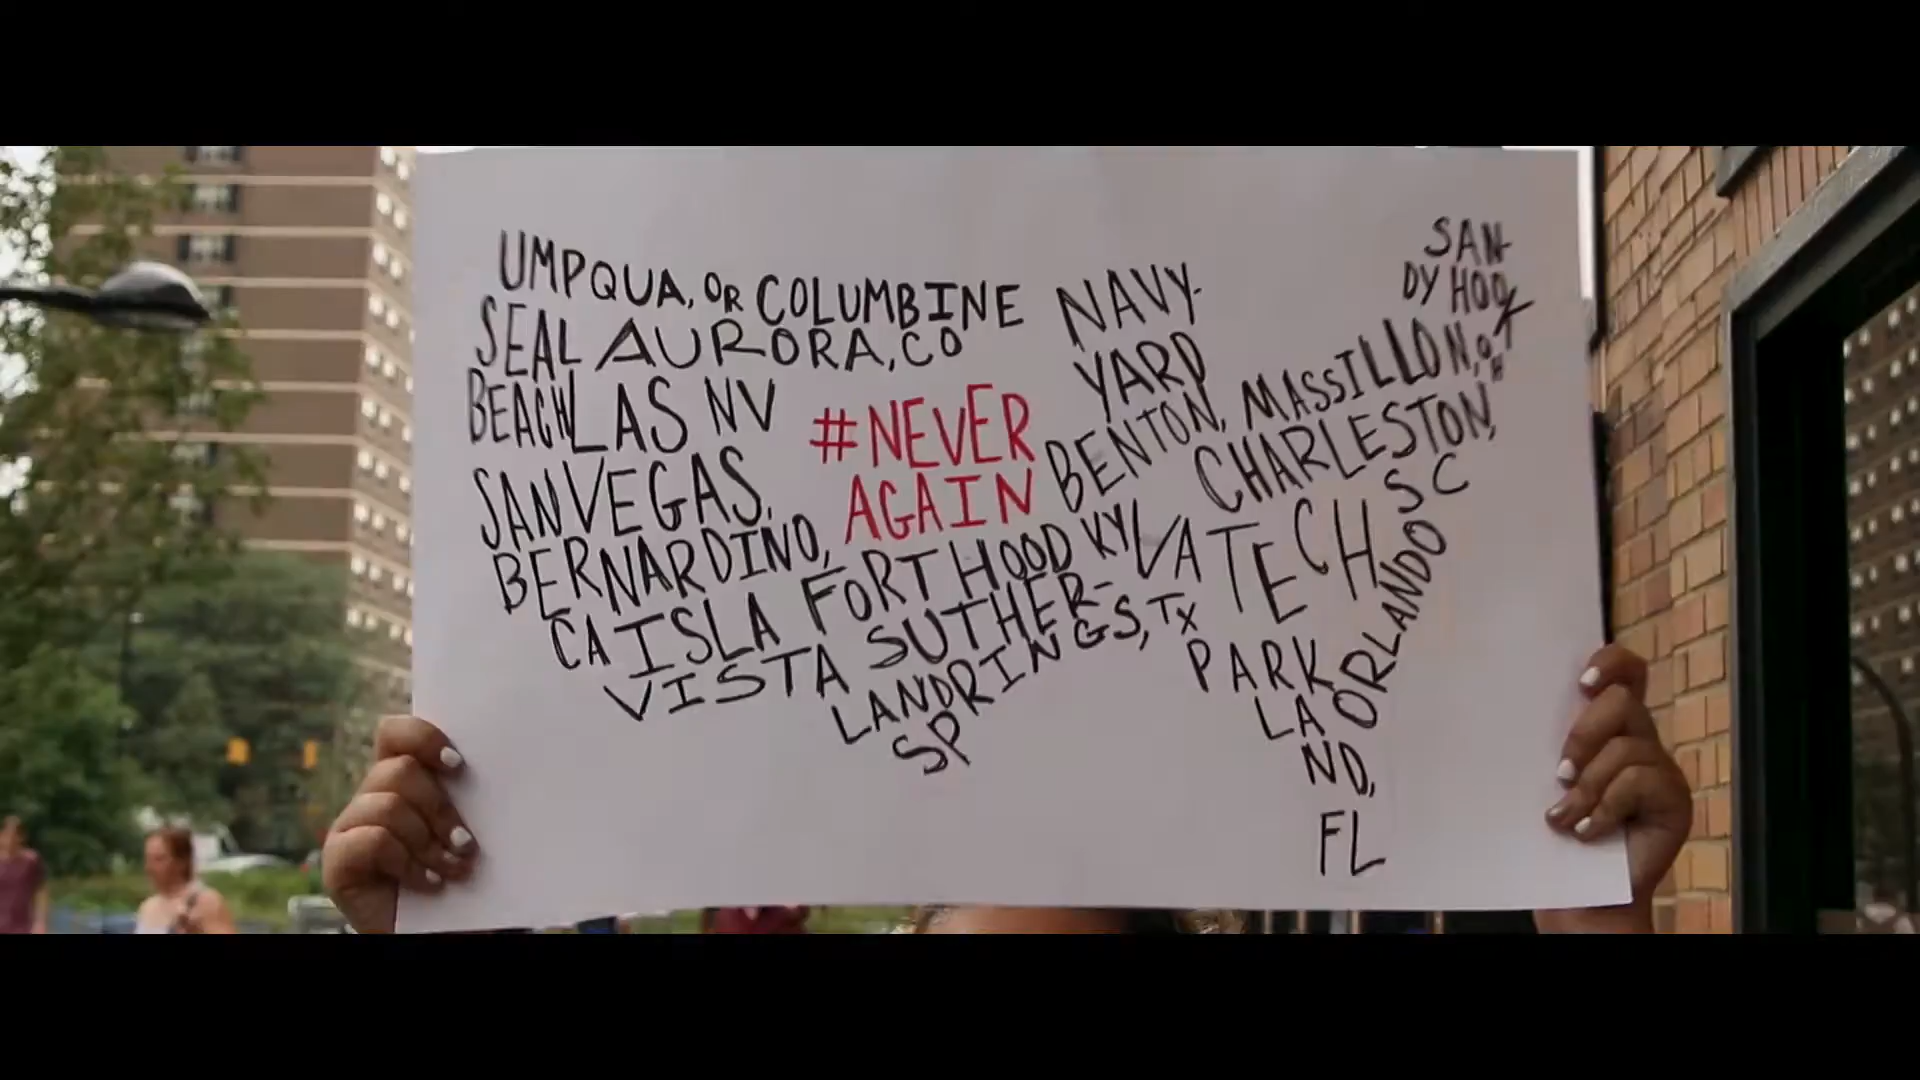 UMPQUA, OR COLUMBINE
SEAL AURORA, CO
BEACH LAS NV
SAN VEGAS,
BERNARDINO,
CA ISLA FORT HOOD
VISTA SUTHER-
LAND RINGS, TX
SP
#NEVER
AGAIN
NAVY-
YARD
BENTON,
KY
SAN-
DY HOOK
MASSILLON, OH
CHARLESTON,
SC
VA TECH
ORLANDO
PARK
LA
ND,
FL